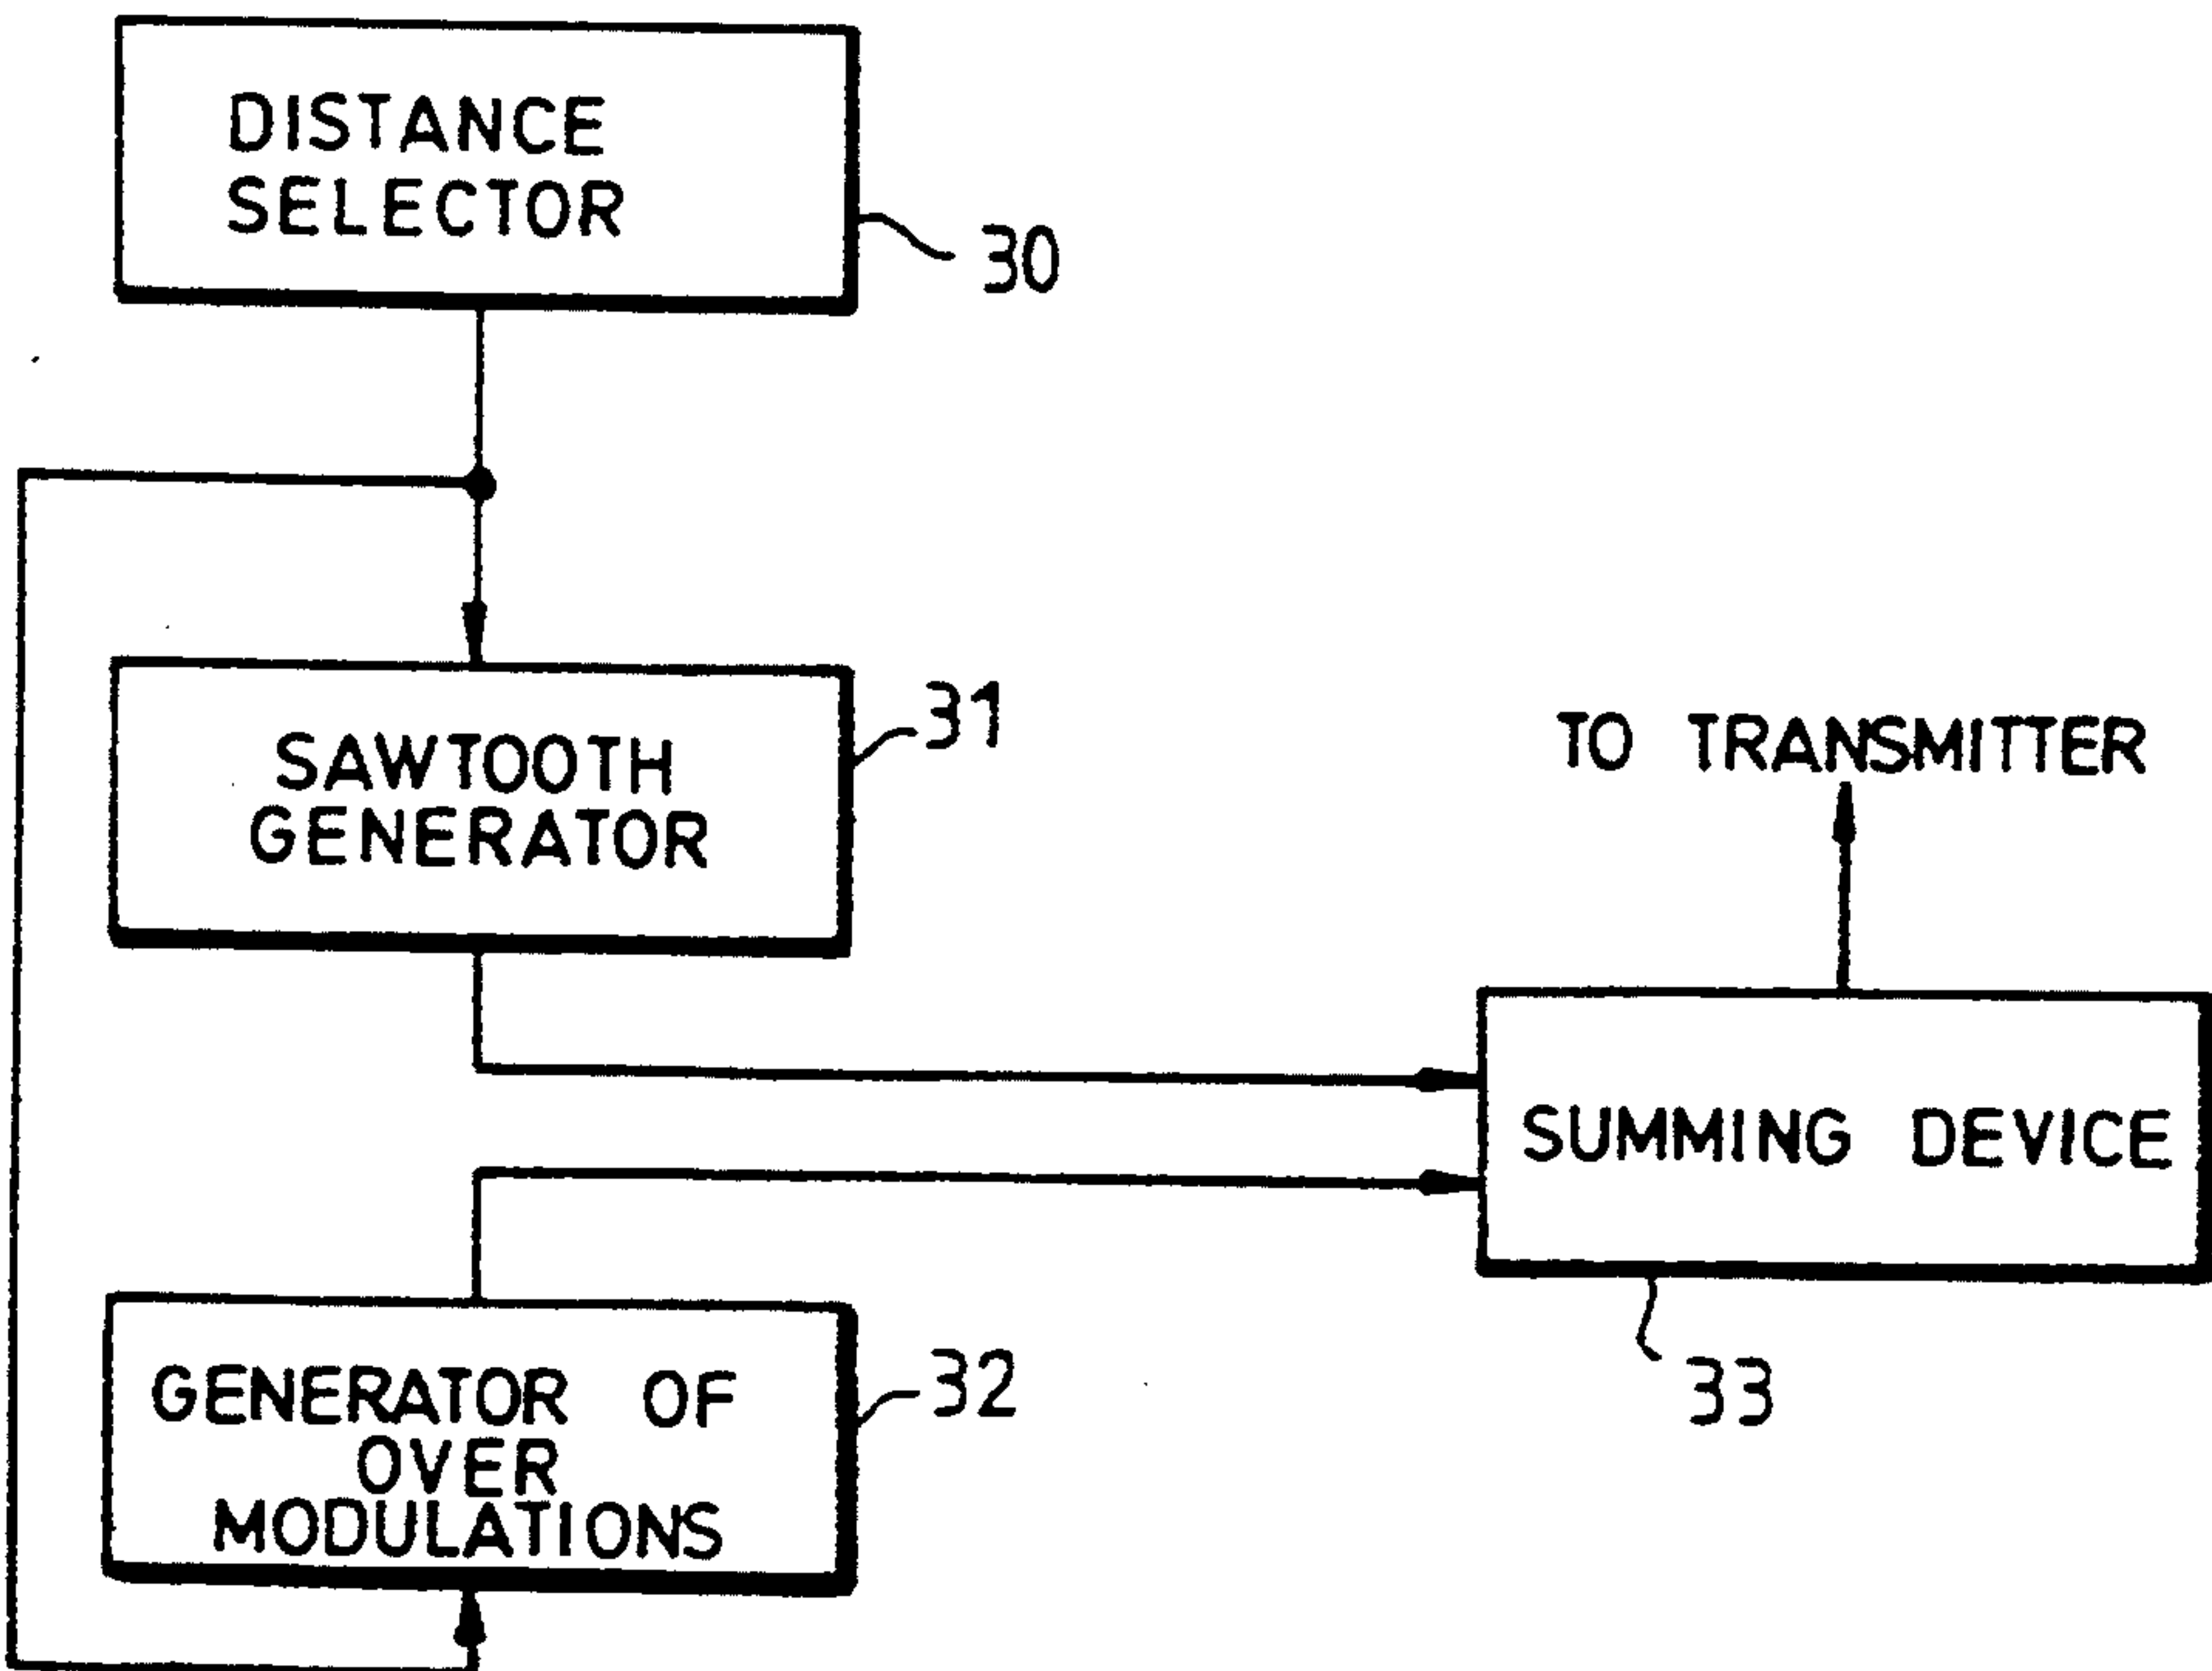 DISTANCE
SELECTOR
30
SAWTOOTH
GENERATOR
31
TO TRANSMITTER
SUMMING DEVICE
33
GENERATOR OF
OVER
MODULATIONS
32